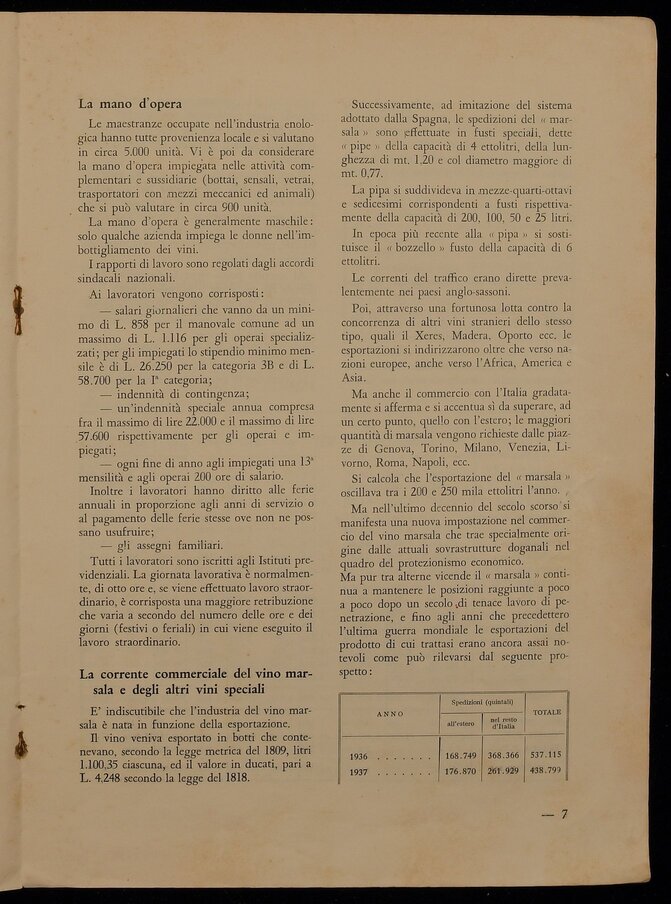 La mano d'opera
Le maestranze occupate nell'industria enolo-
gica hanno tutte provenienza locale e si valutano
in circa 5.000 unità. Vi è poi da considerare
la mano d'opera impiegata nelle attività com-
plementari e sussidiarie (bottai, sensali, vetrai,
trasportatori con mezzi meccanici ed animali)
che si può valutare in circa 900 unità.
La mano d'opera è generalmente maschile:
solo qualche azienda impiega le donne nell'im-
bottigliamento dei vini.
I rapporti di lavoro sono regolati dagli accordi
sindacali nazionali.
Ai lavoratori vengono corrisposti:
— salari giornalieri che vanno da un mini-
mo di L. 858 per il manovale comune ad un
massimo di L. 1.116 per gli operai specializ-
zati; per gli impiegati lo stipendio minimo men-
sile è di L. 26.250 per la categoria 3B e di L.
58.700 per la Iª categoria;
— indennità di contingenza;
— un'indennità speciale annua compresa
fra il massimo di lire 22.000 e il massimo di lire
57.600 rispettivamente per gli operai e im-
piegati;
— ogni fine di anno agli impiegati una 13ª
mensilità e agli operai 200 ore di salario.
Inoltre i lavoratori hanno diritto alle ferie
annuali in proporzione agli anni di servizio o
al pagamento delle ferie stesse ove non ne pos-
sano usufruire;
— gli assegni familiari.
Tutti i lavoratori sono iscritti agli Istituti pre-
videnziali. La giornata lavorativa è normalmen-
te, di otto ore e, se viene effettuato lavoro straor-
dinario, è corrisposta una maggiore retribuzione
che varia a secondo del numero delle ore e dei
giorni (festivi o feriali) in cui viene eseguito il
lavoro straordinario.
La corrente commerciale del vino mar-
sala e degli altri vini speciali
E' indiscutibile che l'industria del vino mar-
sala è nata in funzione della esportazione.
Il vino veniva esportato in botti che conte-
nevano, secondo la legge metrica del 1809, litri
1.100,35 ciascuna, ed il valore in ducati, pari a
L. 4.248 secondo la legge del 1818.
Successivamente, ad imitazione del sistema
adottato dalla Spagna, le spedizioni del « mar-
sala » sono effettuate in fusti speciali, dette
« pipe » della capacità di 4 ettolitri, della lun-
ghezza di mt. 1,20 e col diametro maggiore di
mt. 0,77.
La pipa si suddivideva in mezze-quarti-ottavi
e sedicesimi corrispondenti a fusti rispettiva-
mente della capacità di 200, 100, 50 e 25 litri.
In epoca più recente alla « pipa » si sosti-
tuisce il « bozzello » fusto della capacità di 6
ettolitri.
Le correnti del traffico erano dirette preva-
lentemente nei paesi anglo-sassoni.
Poi, attraverso una fortunosa lotta contro la
concorrenza di altri vini stranieri dello stesso
tipo, quali il Xeres, Madera, Oporto ecc. le
esportazioni si indirizzarono oltre che verso na-
zioni europee, anche verso l'Africa, America e
Asia.
Ma anche il commercio con l'Italia gradata-
mente si afferma e si accentua sì da superare, ad
un certo punto, quello con l'estero; le maggiori
quantità di marsala vengono richieste dalle piaz-
ze di Genova, Torino, Milano, Venezia, Li-
vorno, Roma, Napoli, ecc.
Si calcola che l'esportazione del « marsala »
oscillava tra i 200 e 250 mila ettolitri l'anno.
Ma nell'ultimo decennio del secolo scorso si
manifesta una nuova impostazione nel commer-
cio del vino marsala che trae specialmente ori-
gine dalle attuali sovrastrutture doganali nel
quadro del protezionismo economico.
Ma pur tra alterne vicende il « marsala » conti-
nua a mantenere le posizioni raggiunte a poco
a poco dopo un secolo di tenace lavoro di pe-
netrazione, e fino agli anni che precedettero
l'ultima guerra mondiale le esportazioni del
prodotto di cui trattasi erano ancora assai no-
tevoli come può rilevarsi dal seguente pro-
spetto:
ANNO Spedizioni (quintali) TOTALE
all'estero nel resto d'Italia
1936 . . . . . . . 168.749 368.366 537.115
1937 . . . . . . . 176.870 261.929 438.799
— 7